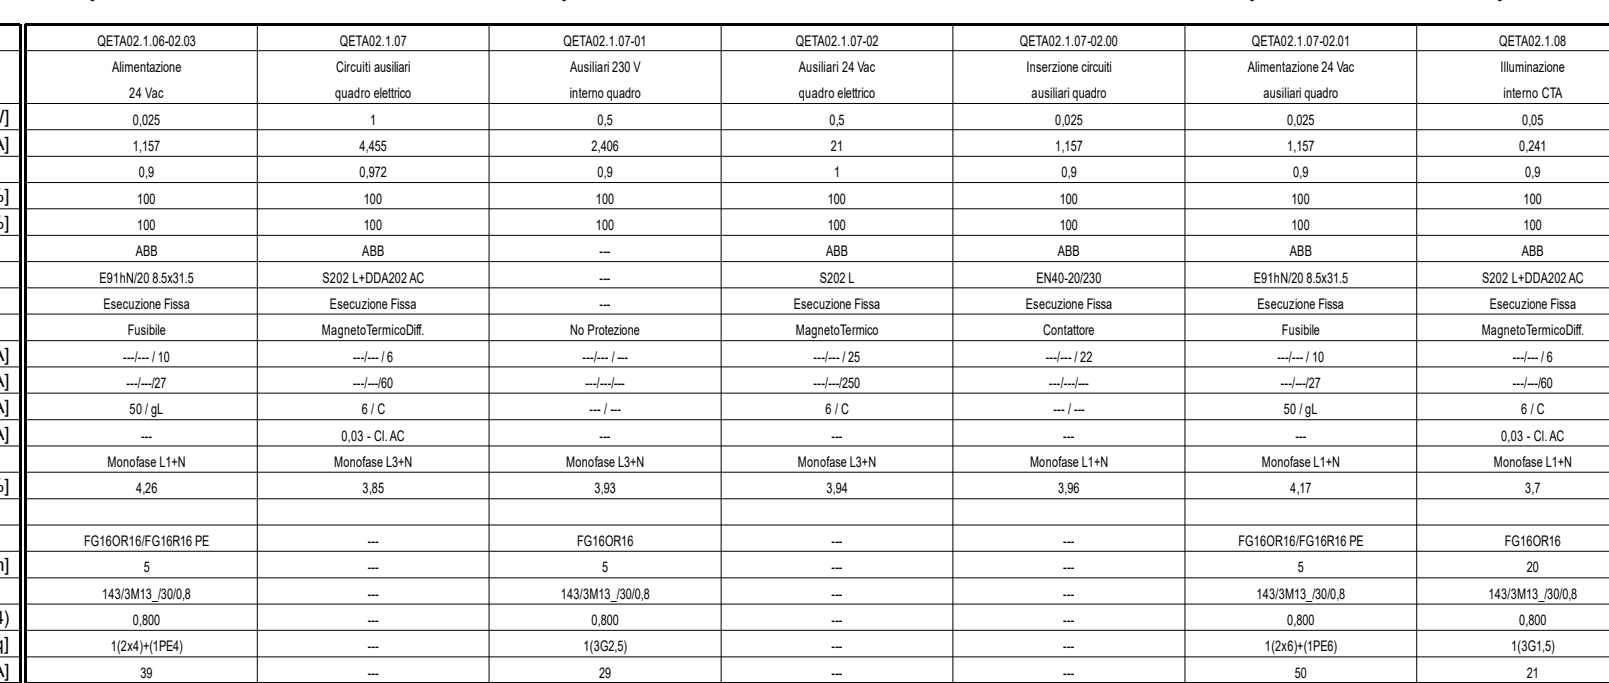 QETA02.1.06-02.03 QETA02.1.07 QETA02.1.07-01 QETA02.1.07-02 QETA02.1.07-02.00 QETA02.1.07-02.01 QETA02.1.08
Alimentazione Circuiti ausiliari Ausiliari 230 V Ausiliari 24 Vac Inserzione circuiti Alimentazione 24 Vac Illuminazione
24 Vac quadro elettrico interno quadro quadro elettrico ausiliari quadro ausiliari quadro interno CTA
0,025 1 0,5 0,5 0,025 0,025 0,05
A] 1,157 4,455 2,406 21 1,157 1,157 0,241
0,9 0,972 0,9 1 0,9 0,9 0,9
%] 100 100 100 100 100 100 100
%] 100 100 100 100 100 100 100
ABB ABB --- ABB ABB ABB ABB
E91hN/20 8.5x31.5 S202 L+DDA202 AC --- S202 L EN40-20/230 E91hN/20 8.5x31.5 S202 L+DDA202 AC
Esecuzione Fissa Esecuzione Fissa --- Esecuzione Fissa Esecuzione Fissa Esecuzione Fissa Esecuzione Fissa
Fusibile MagnetoTermicoDiff. No Protezione MagnetoTermico Contattore Fusibile MagnetoTermicoDiff.
A] ---/--- / 10 ---/--- / 6 ---/--- / --- ---/--- / 25 ---/--- / 22 ---/--- / 10 ---/--- / 6
A] ---/---/27 ---/---/60 ---/---/--- ---/---/250 ---/---/--- ---/---/27 ---/---/60
A] 50 / gL 6 / C --- / --- 6 / C --- / --- 50 / gL 6 / C
A] --- 0,03 - Cl. AC --- --- --- --- 0,03 - Cl. AC
Monofase L1+N Monofase L3+N Monofase L3+N Monofase L3+N Monofase L1+N Monofase L1+N Monofase L1+N
%] 4,26 3,85 3,93 3,94 3,96 4,17 3,7
FG16OR16/FG16R16 PE --- FG16OR16 --- --- FG16OR16/FG16R16 PE FG16OR16
5 --- 5 --- --- 5 20
143/3M13_/30/0,8 --- 143/3M13_/30/0,8 --- --- 143/3M13_/30/0,8 143/3M13_/30/0,8
4) 0,800 --- 0,800 --- --- 0,800 0,800
1(2x4)+(1PE4) --- 1(3G2,5) --- --- 1(2x6)+(1PE6) 1(3G1,5)
A] 39 --- 29 --- --- 50 21